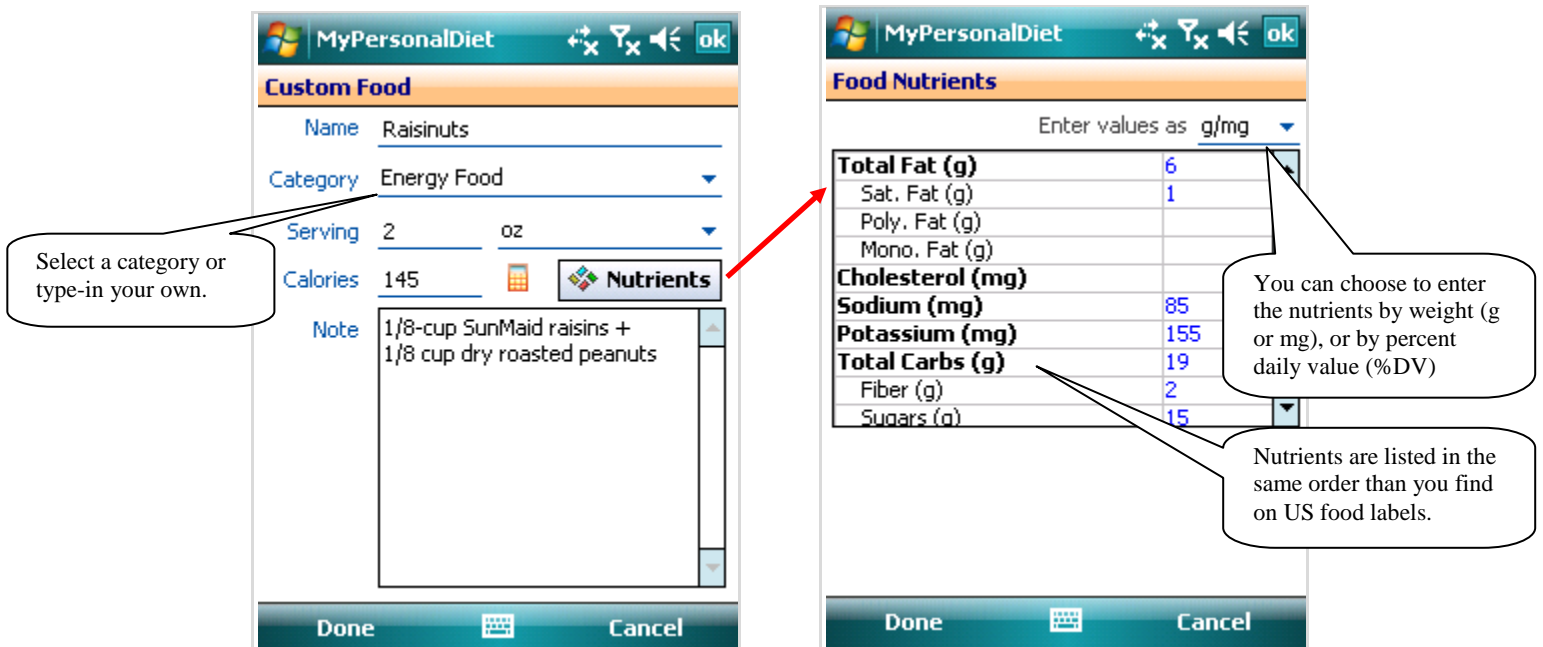 MyPersonalDiet ok
Custom Food
Name Raisinuts
Category Energy Food
Serving 2 oz
Calories 145 Nutrients
Note 1/8-cup SunMaid raisins +
1/8 cup dry roasted peanuts
Done Cancel
Select a category or
type-in your own.
MyPersonalDiet ok
Food Nutrients
Enter values as g/mg
Total Fat (g) 6
Sat. Fat (g) 1
Poly. Fat (g)
Mono. Fat (g)
Cholesterol (mg)
Sodium (mg) 85
Potassium (mg) 155
Total Carbs (g) 19
Fiber (g) 2
Sugars (g) 15
Done Cancel
You can choose to enter
the nutrients by weight (g
or mg), or by percent
daily value (%DV)
Nutrients are listed in the
same order than you find
on US food labels.